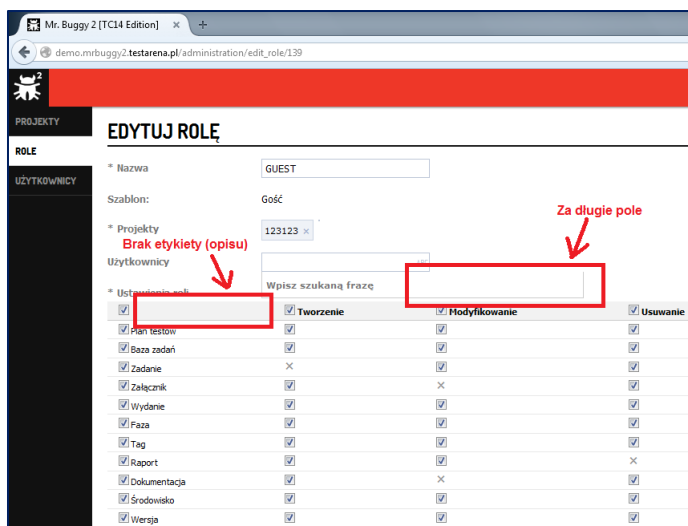 Mr. Buggy 2 [TC14 Edition] × +
demo.mrbuggy2.testarena.pl/administration/edit_role/139
2
PROJEKTY
ROLE
UŻYTKOWNICY
EDYTUJ ROLĘ
* Nazwa GUEST
Szablon: Gość
Za długie pole
* Projekty 123123 ×
Brak etykiety (opisu)
Użytkownicy
Wpisz szukaną frazę
* Ustawienia roli
Tworzenie Modyfikowanie Usuwanie
Plan testów
Baza zadań
Zadanie
Załącznik
Wydanie
Faza
Tag
Raport
Dokumentacja
Środowisko
Wersja